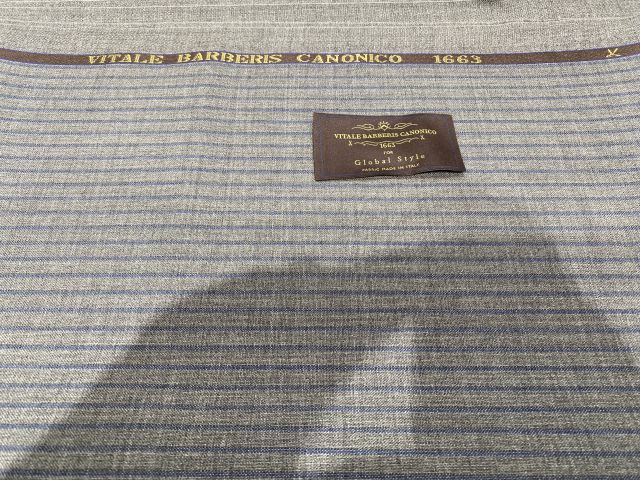 VITALE BARBERIS CANONICO 1663
VITALE BARBERIS CANONICO
1663
FOR
Global Style
FABRIC MADE IN ITALY